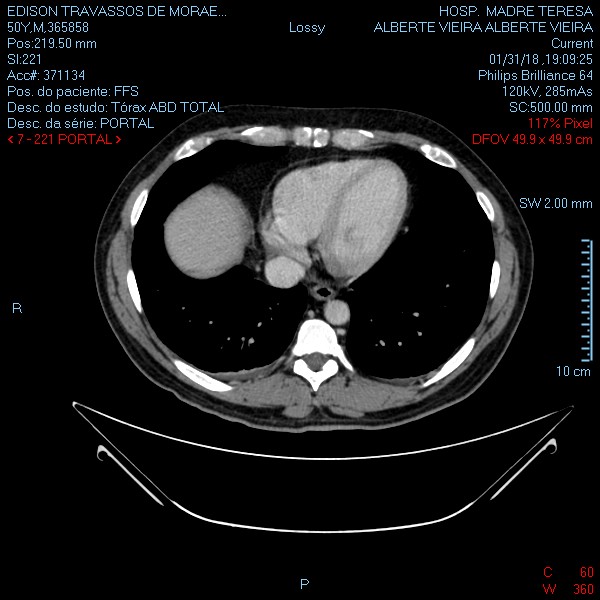 EDISON TRAVASSOS DE MORAE...
50Y,M,365858
Pos:219.50 mm
SI:221
Acc#: 371134
Pos. do paciente: FFS
Desc. do estudo: Tórax ABD TOTAL
Desc. da série: PORTAL
< 7 - 221 PORTAL >
Lossy
HOSP. MADRE TERESA
ALBERTE VIEIRA ALBERTE VIEIRA
Current
01/31/18 ,19:09:25
Philips Brilliance 64
120kV, 285mAs
SC:500.00 mm
117% Pixel
DFOV 49.9 x 49.9 cm
SW 2.00 mm
R
10 cm
P
C 60
W 360